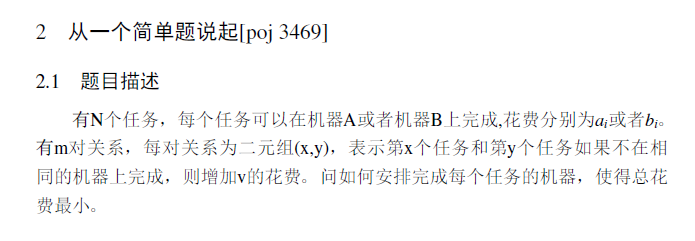 2 从一个简单题说起[poj 3469]
2.1 题目描述
有N个任务，每个任务可以在机器A或者机器B上完成,花费分别为ai或者bi。
有m对关系，每对关系为二元组(x,y)，表示第x个任务和第y个任务如果不在相
同的机器上完成，则增加v的花费。问如何安排完成每个任务的机器，使得总花
费最小。